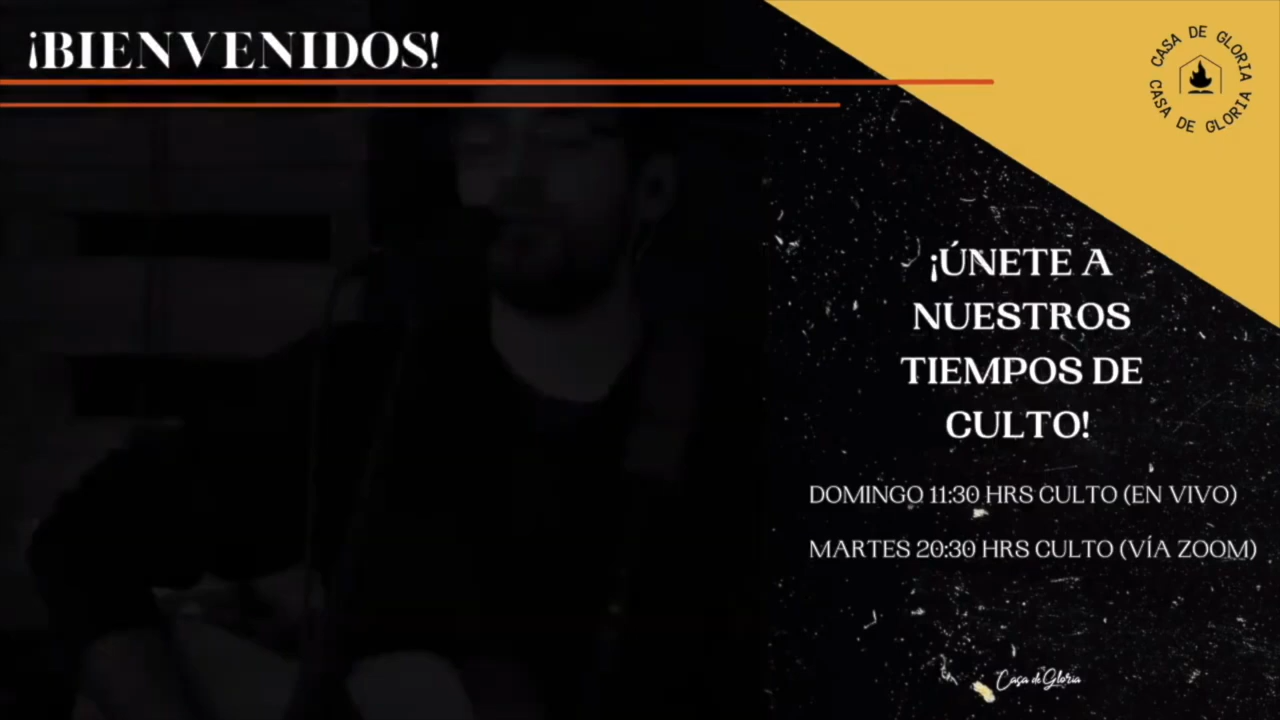 ¡BIENVENIDOS!
CASA DE GLORIA
CASA DE GLORIA
¡ÚNETE A
NUESTROS
TIEMPOS DE
CULTO!
DOMINGO 11:30 HRS CULTO (EN VIVO)
MARTES 20:30 HRS CULTO (VÍA ZOOM)
Casa de Gloria